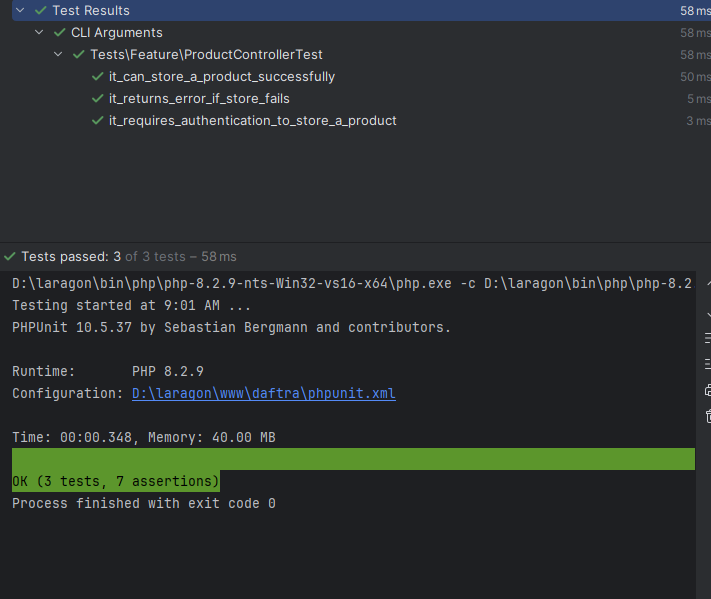 Test Results 58 ms
CLI Arguments 58 ms
Tests\Feature\ProductControllerTest 58 ms
it_can_store_a_product_successfully 50 ms
it_returns_error_if_store_fails 5 ms
it_requires_authentication_to_store_a_product 3 ms
Tests passed: 3 of 3 tests – 58 ms
D:\laragon\bin\php\php-8.2.9-nts-Win32-vs16-x64\php.exe -c D:\laragon\bin\php\php-8.2
Testing started at 9:01 AM ...
PHPUnit 10.5.37 by Sebastian Bergmann and contributors.
Runtime: PHP 8.2.9
Configuration: D:\laragon\www\daftra\phpunit.xml
Time: 00:00.348, Memory: 40.00 MB
OK (3 tests, 7 assertions)
Process finished with exit code 0